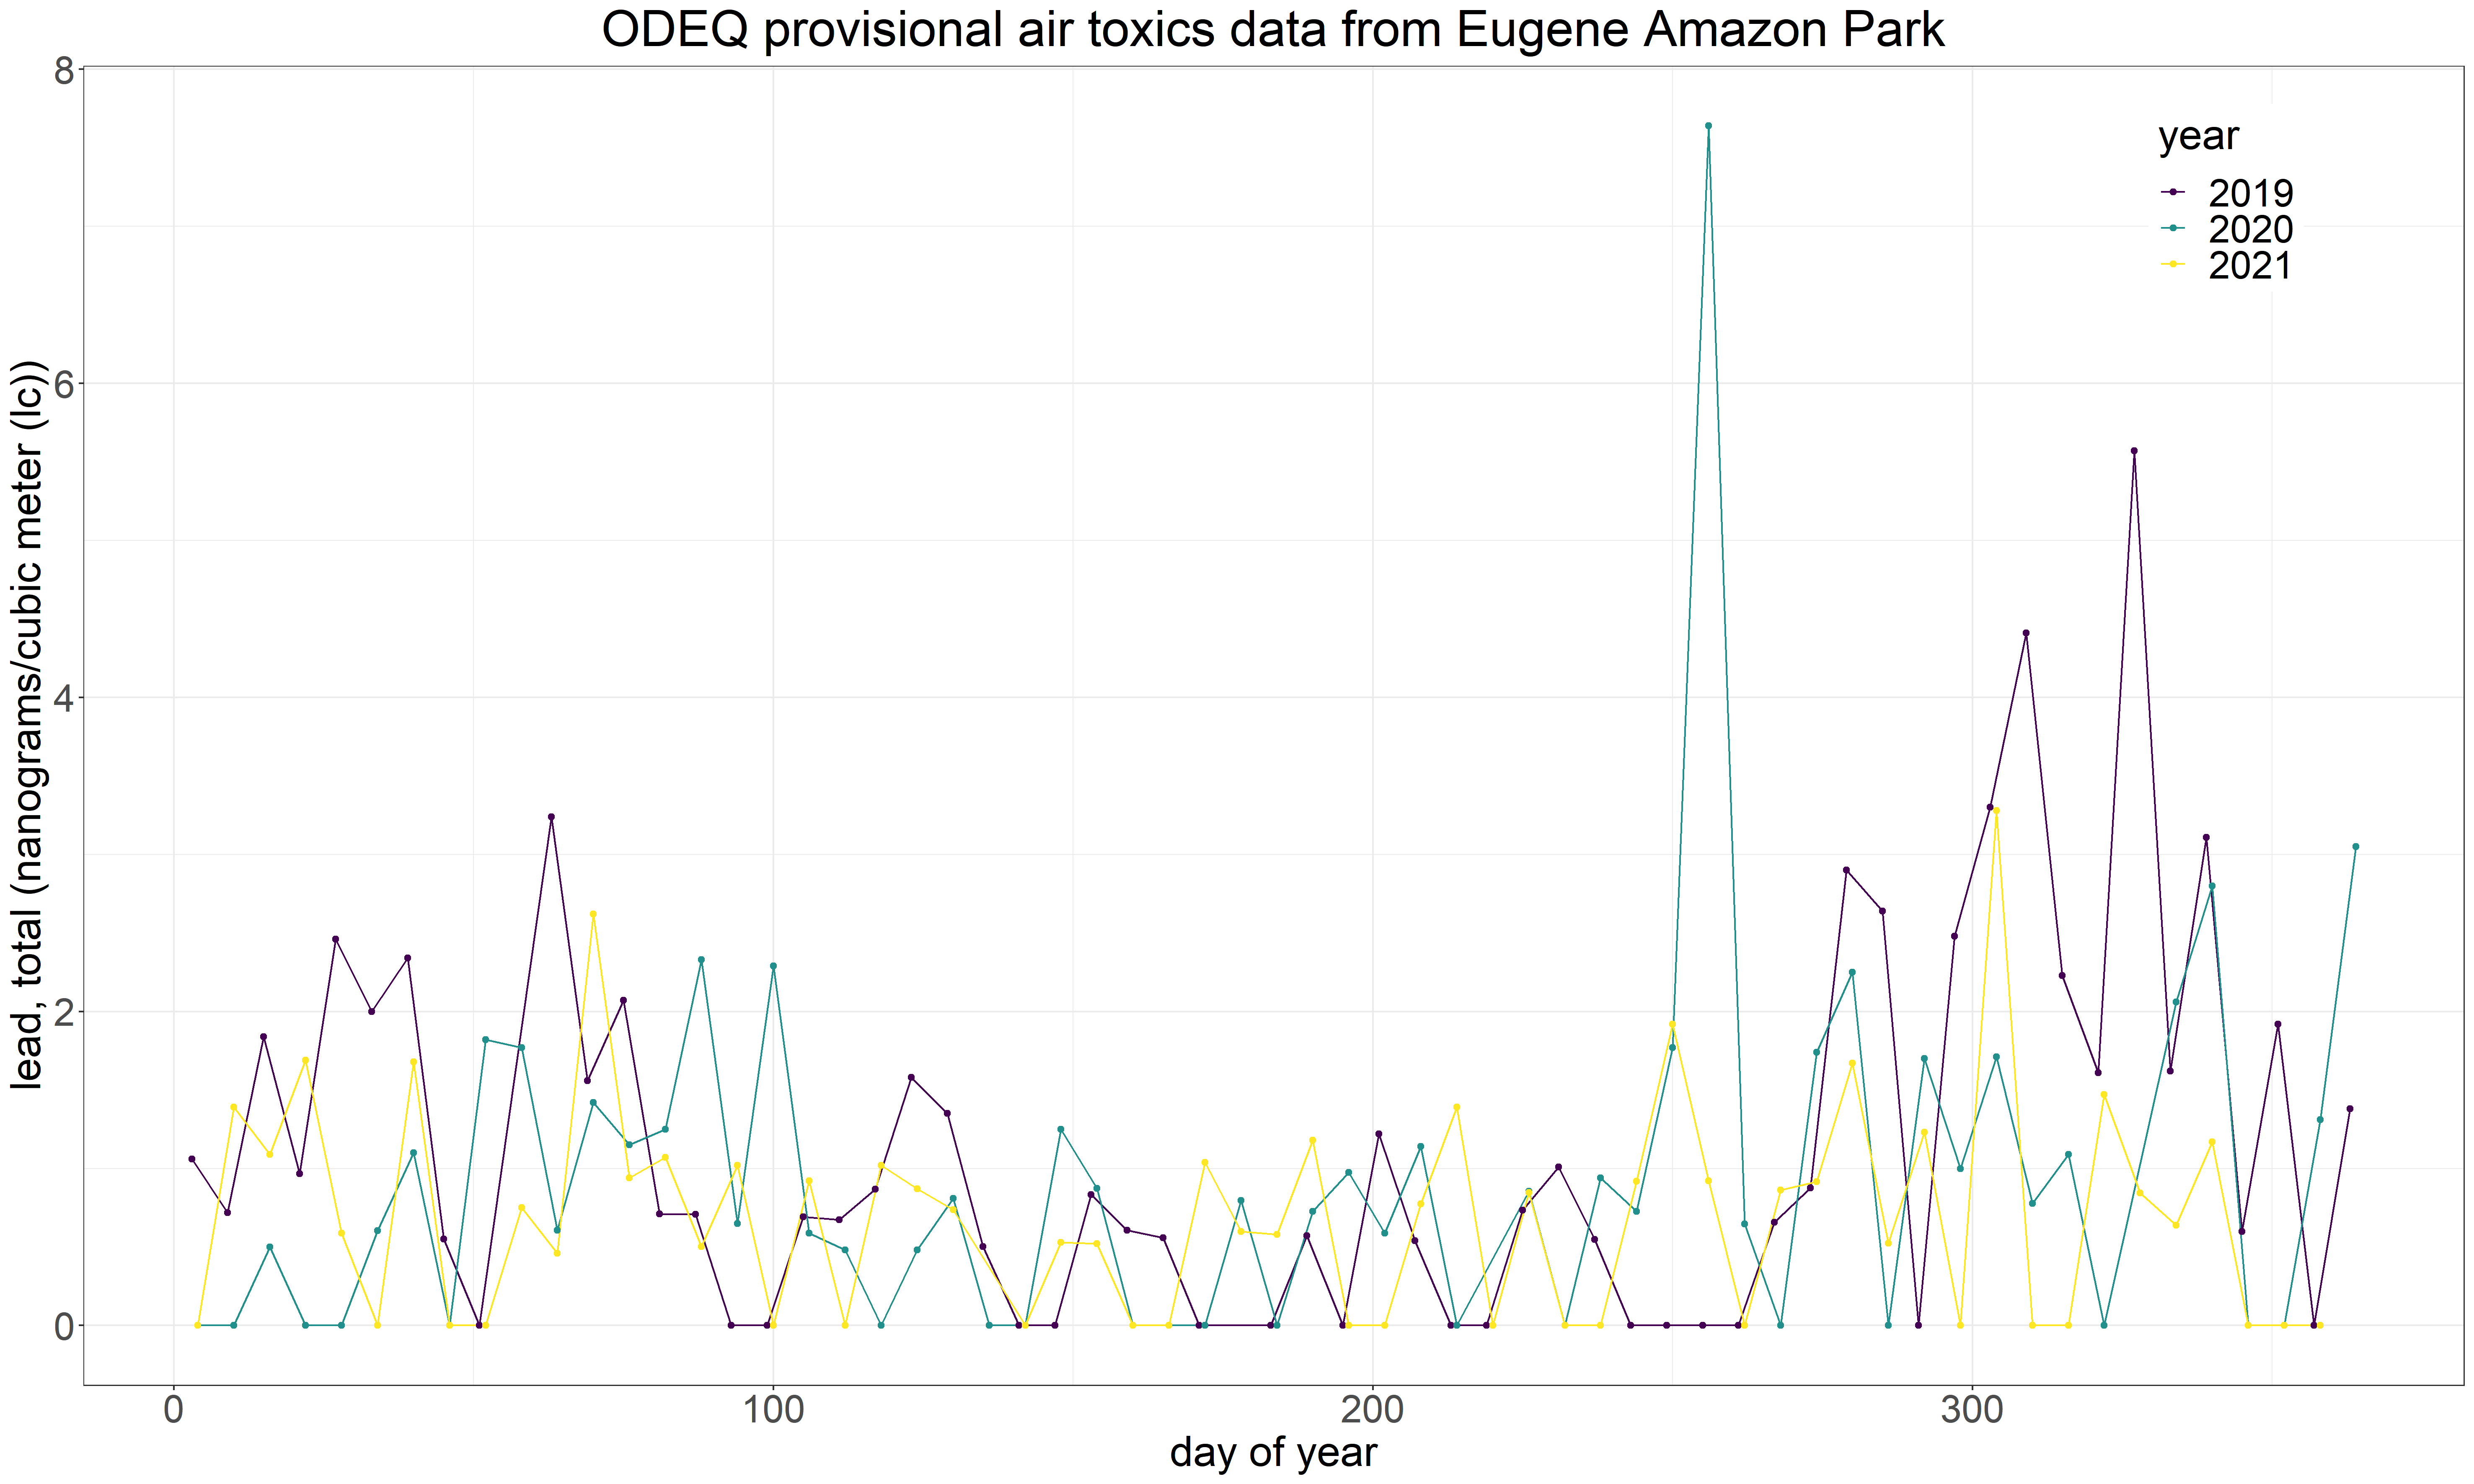 ODEQ provisional air toxics data from Eugene Amazon Park
8
6
4
2
0
lead, total (nanograms/cubic meter (lc))
year
2019
2020
2021
0 100 200 300
day of year